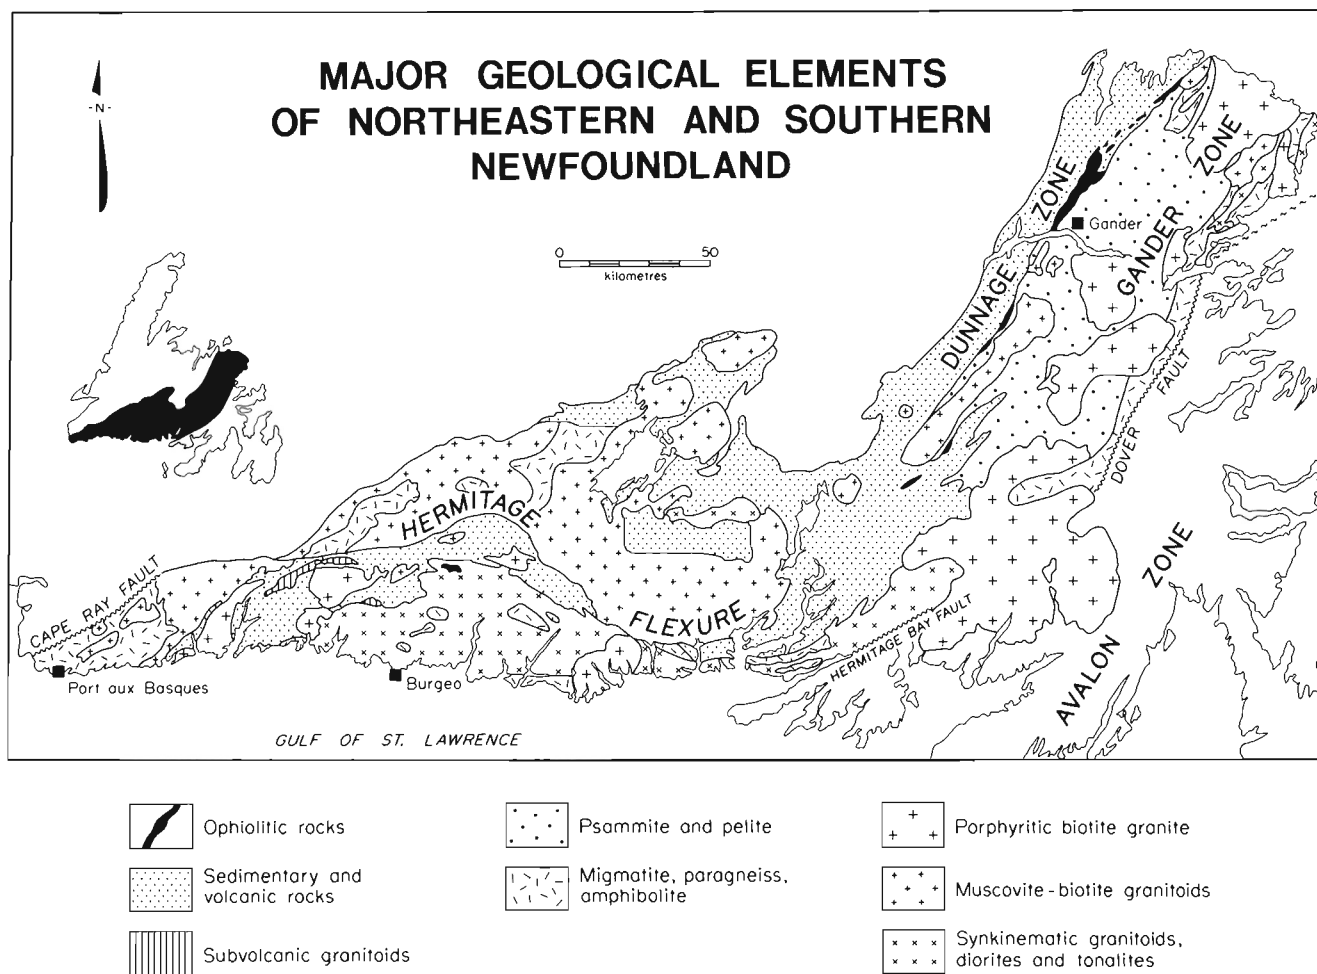 MAJOR GEOLOGICAL ELEMENTS
OF NORTHEASTERN AND SOUTHERN
NEWFOUNDLAND
-N-
0 50
kilometres
DUNNAGE ZONE
GANDER ZONE
Gander
DOVER FAULT
AVALON ZONE
HERMITAGE FLEXURE
CAPE RAY FAULT
HERMITAGE BAY FAULT
Port aux Basques
Burgeo
GULF OF ST. LAWRENCE
Ophiolitic rocks
Sedimentary and
volcanic rocks
Subvolcanic granitoids
Psammite and pelite
Migmatite, paragneiss,
amphibolite
Porphyritic biotite granite
Muscovite-biotite granitoids
Synkinematic granitoids,
diorites and tonalites